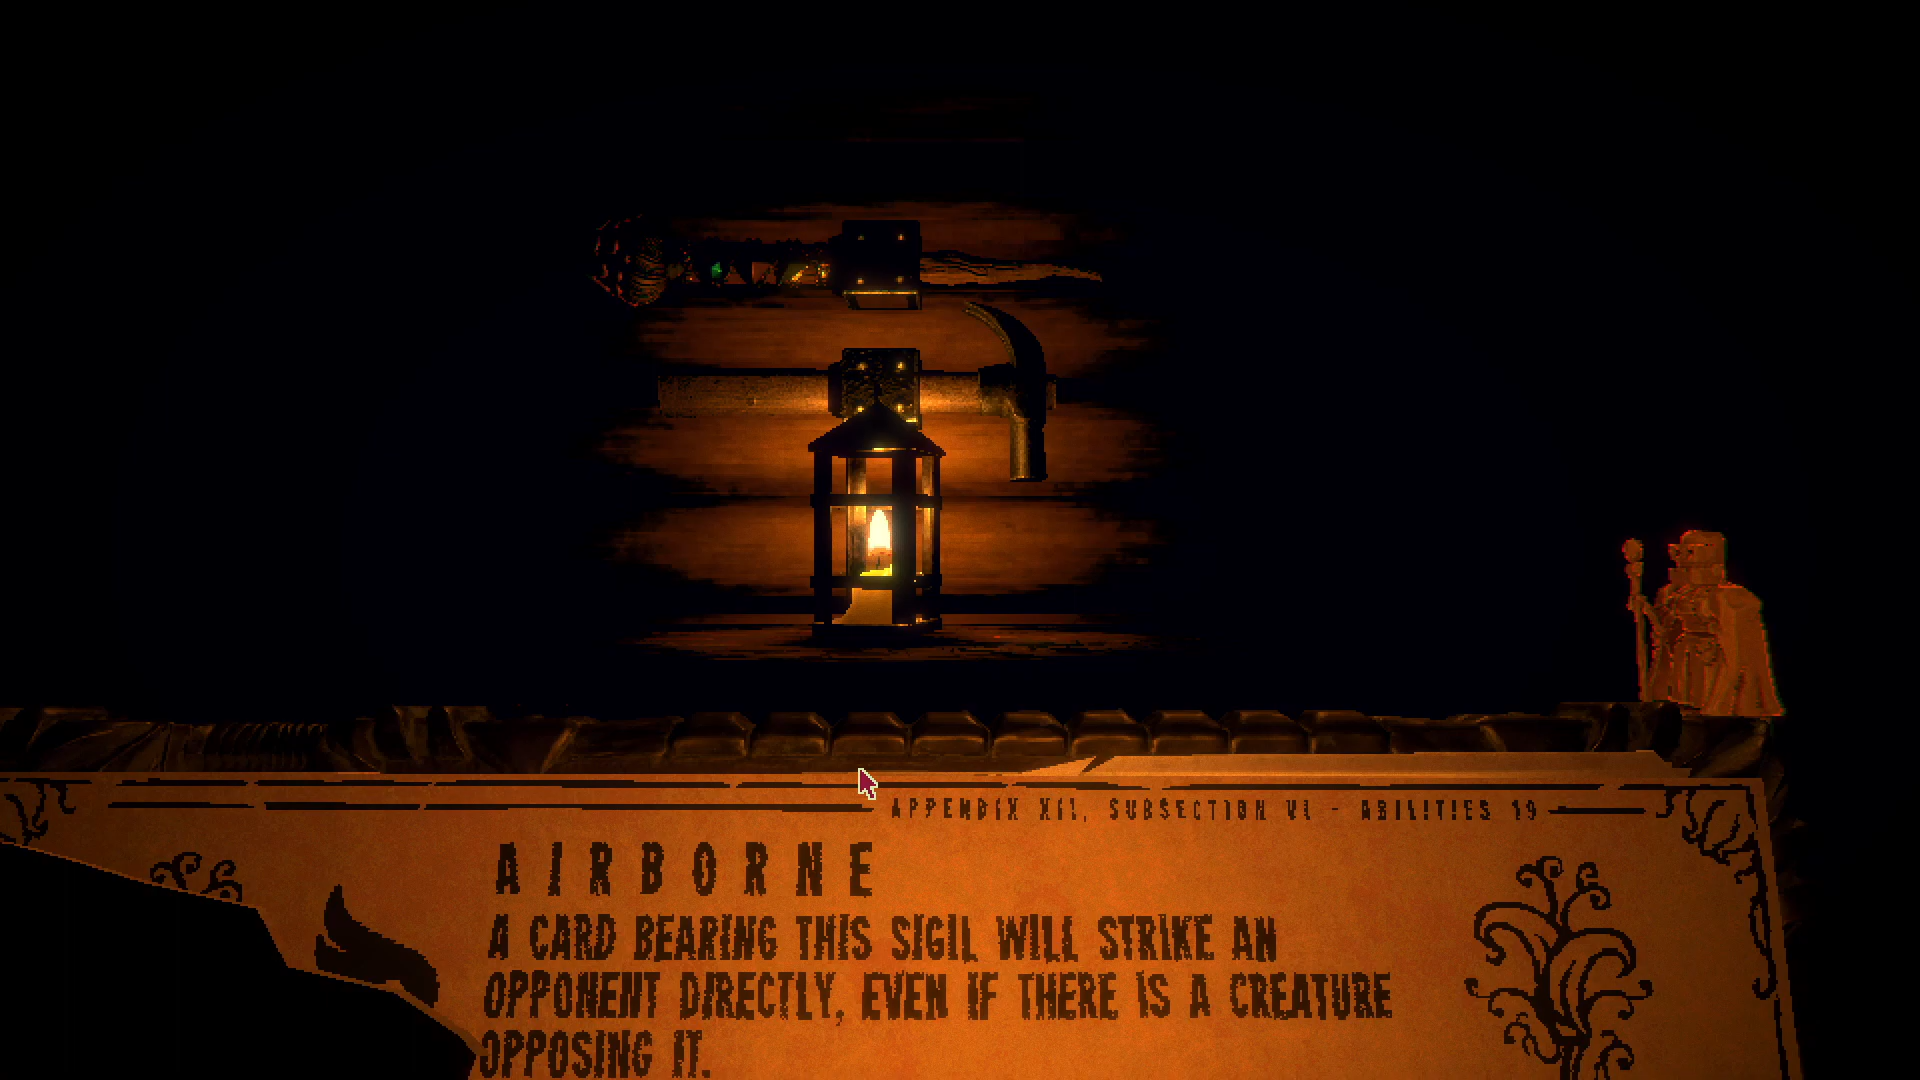 APPENDIX XII, SUBSECTION VI - ABILITIES 19
AIRBORNE
A CARD BEARING THIS SIGIL WILL STRIKE AN
OPPONENT DIRECTLY, EVEN IF THERE IS A CREATURE
OPPOSING IT.